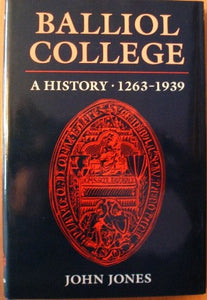 BALLIOL
COLLEGE
A HISTORY · 1263-1939
JOHN JONES